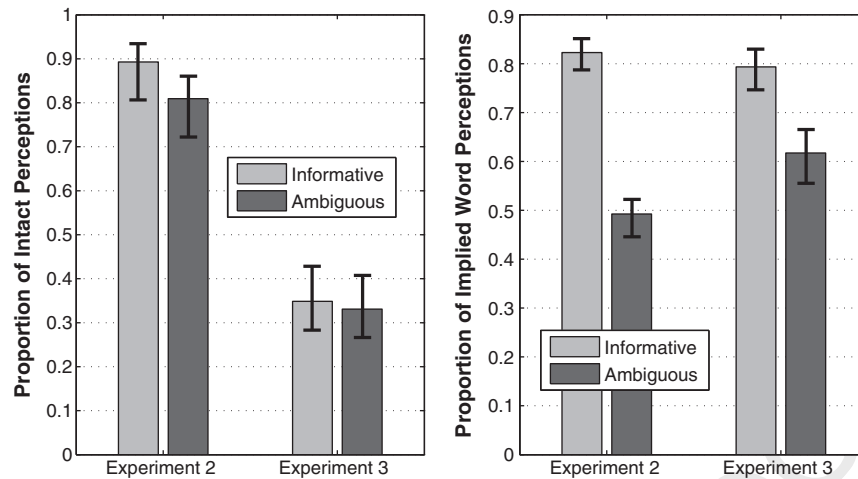 Proportion of Intact Perceptions
1
0.9
0.8
0.7
0.6
0.5
0.4
0.3
0.2
0.1
0
Informative
Ambiguous
Experiment 2
Experiment 3
Proportion of Implied Word Perceptions
0.9
0.8
0.7
0.6
0.5
0.4
0.3
0.2
0.1
0
Informative
Ambiguous
Experiment 2
Experiment 3